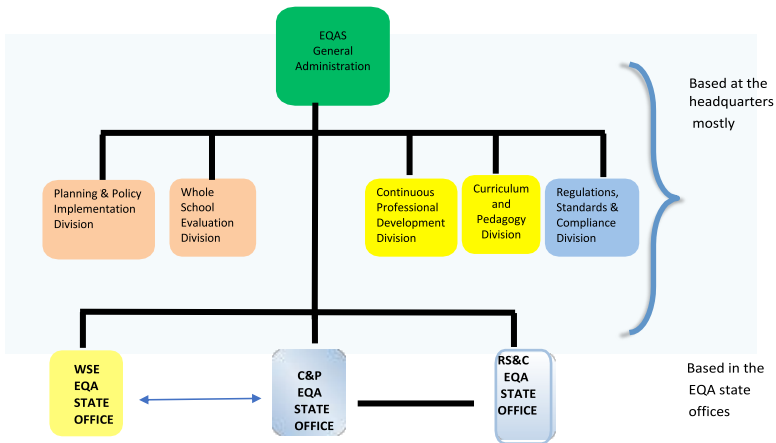 EQAS
General
Administration
Based at the
headquarters
mostly
Planning & Policy
Implementation
Division
Whole
School
Evaluation
Division
Continuous
Professional
Development
Division
Curriculum
and
Pedagogy
Division
Regulations,
Standards &
Compliance
Division
WSE
EQA
STATE
OFFICE
C&P
EQA
STATE
OFFICE
RS&C
EQA
STATE
OFFICE
Based in the
EQA state
offices